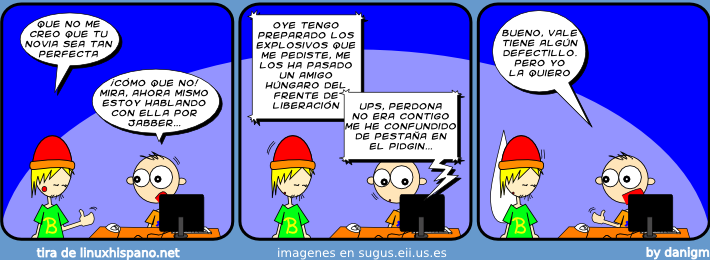 QUE NO ME
CREO QUE TU
NOVIA SEA TAN
PERFECTA
¡CÓMO QUE NO!
MIRA, AHORA MISMO
ESTOY HABLANDO
CON ELLA POR
JABBER...
B
OYE TENGO
PREPARADO LOS
EXPLOSIVOS QUE
ME PEDISTE, ME
LOS HA PASADO
UN AMIGO
HÚNGARO DEL
FRENTE DE
LIBERACIÓN
UPS, PERDONA
NO ERA CONTIGO
ME HE CONFUNDIDO
DE PESTAÑA EN
EL PIDGIN...
B
BUENO, VALE
TIENE ALGÚN
DEFECTILLO.
PERO YO
LA QUIERO
B
tira de linuxhispano.net
imagenes en sugus.eii.us.es
by danigm